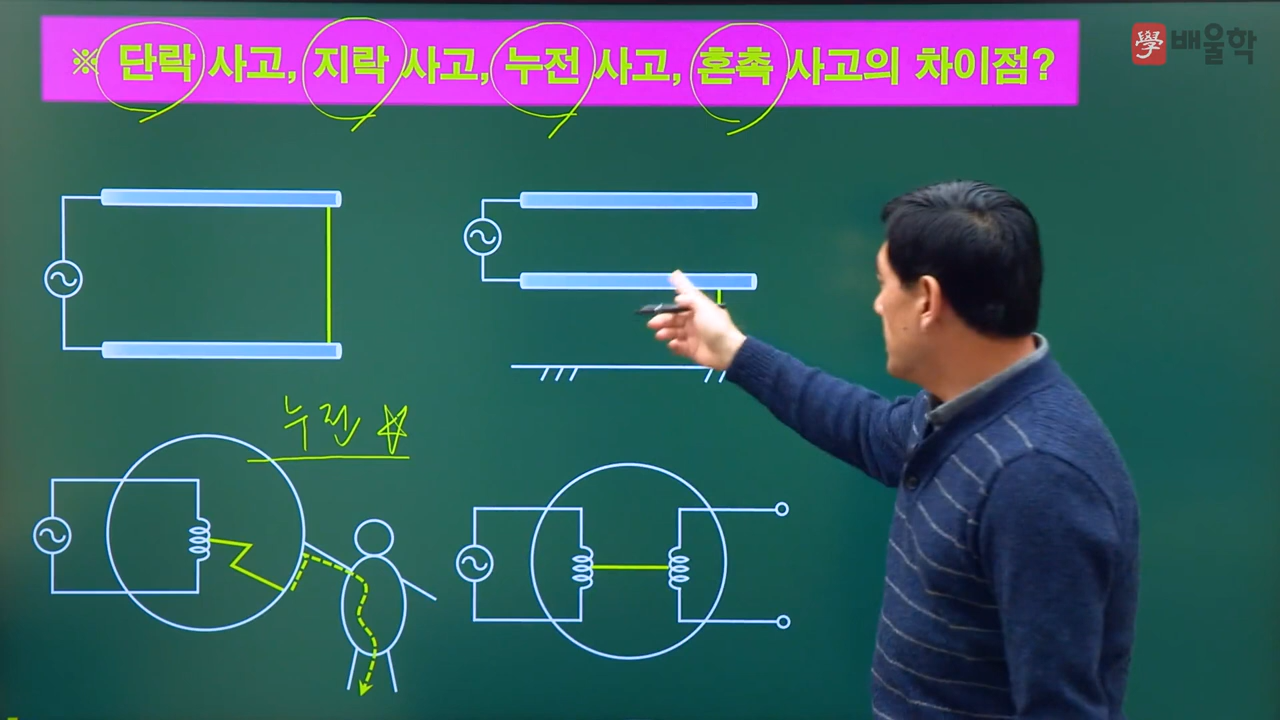 ※ 단락 사고, 지락 사고, 누전 사고, 혼촉 사고의 차이점?
學 배울학
누전